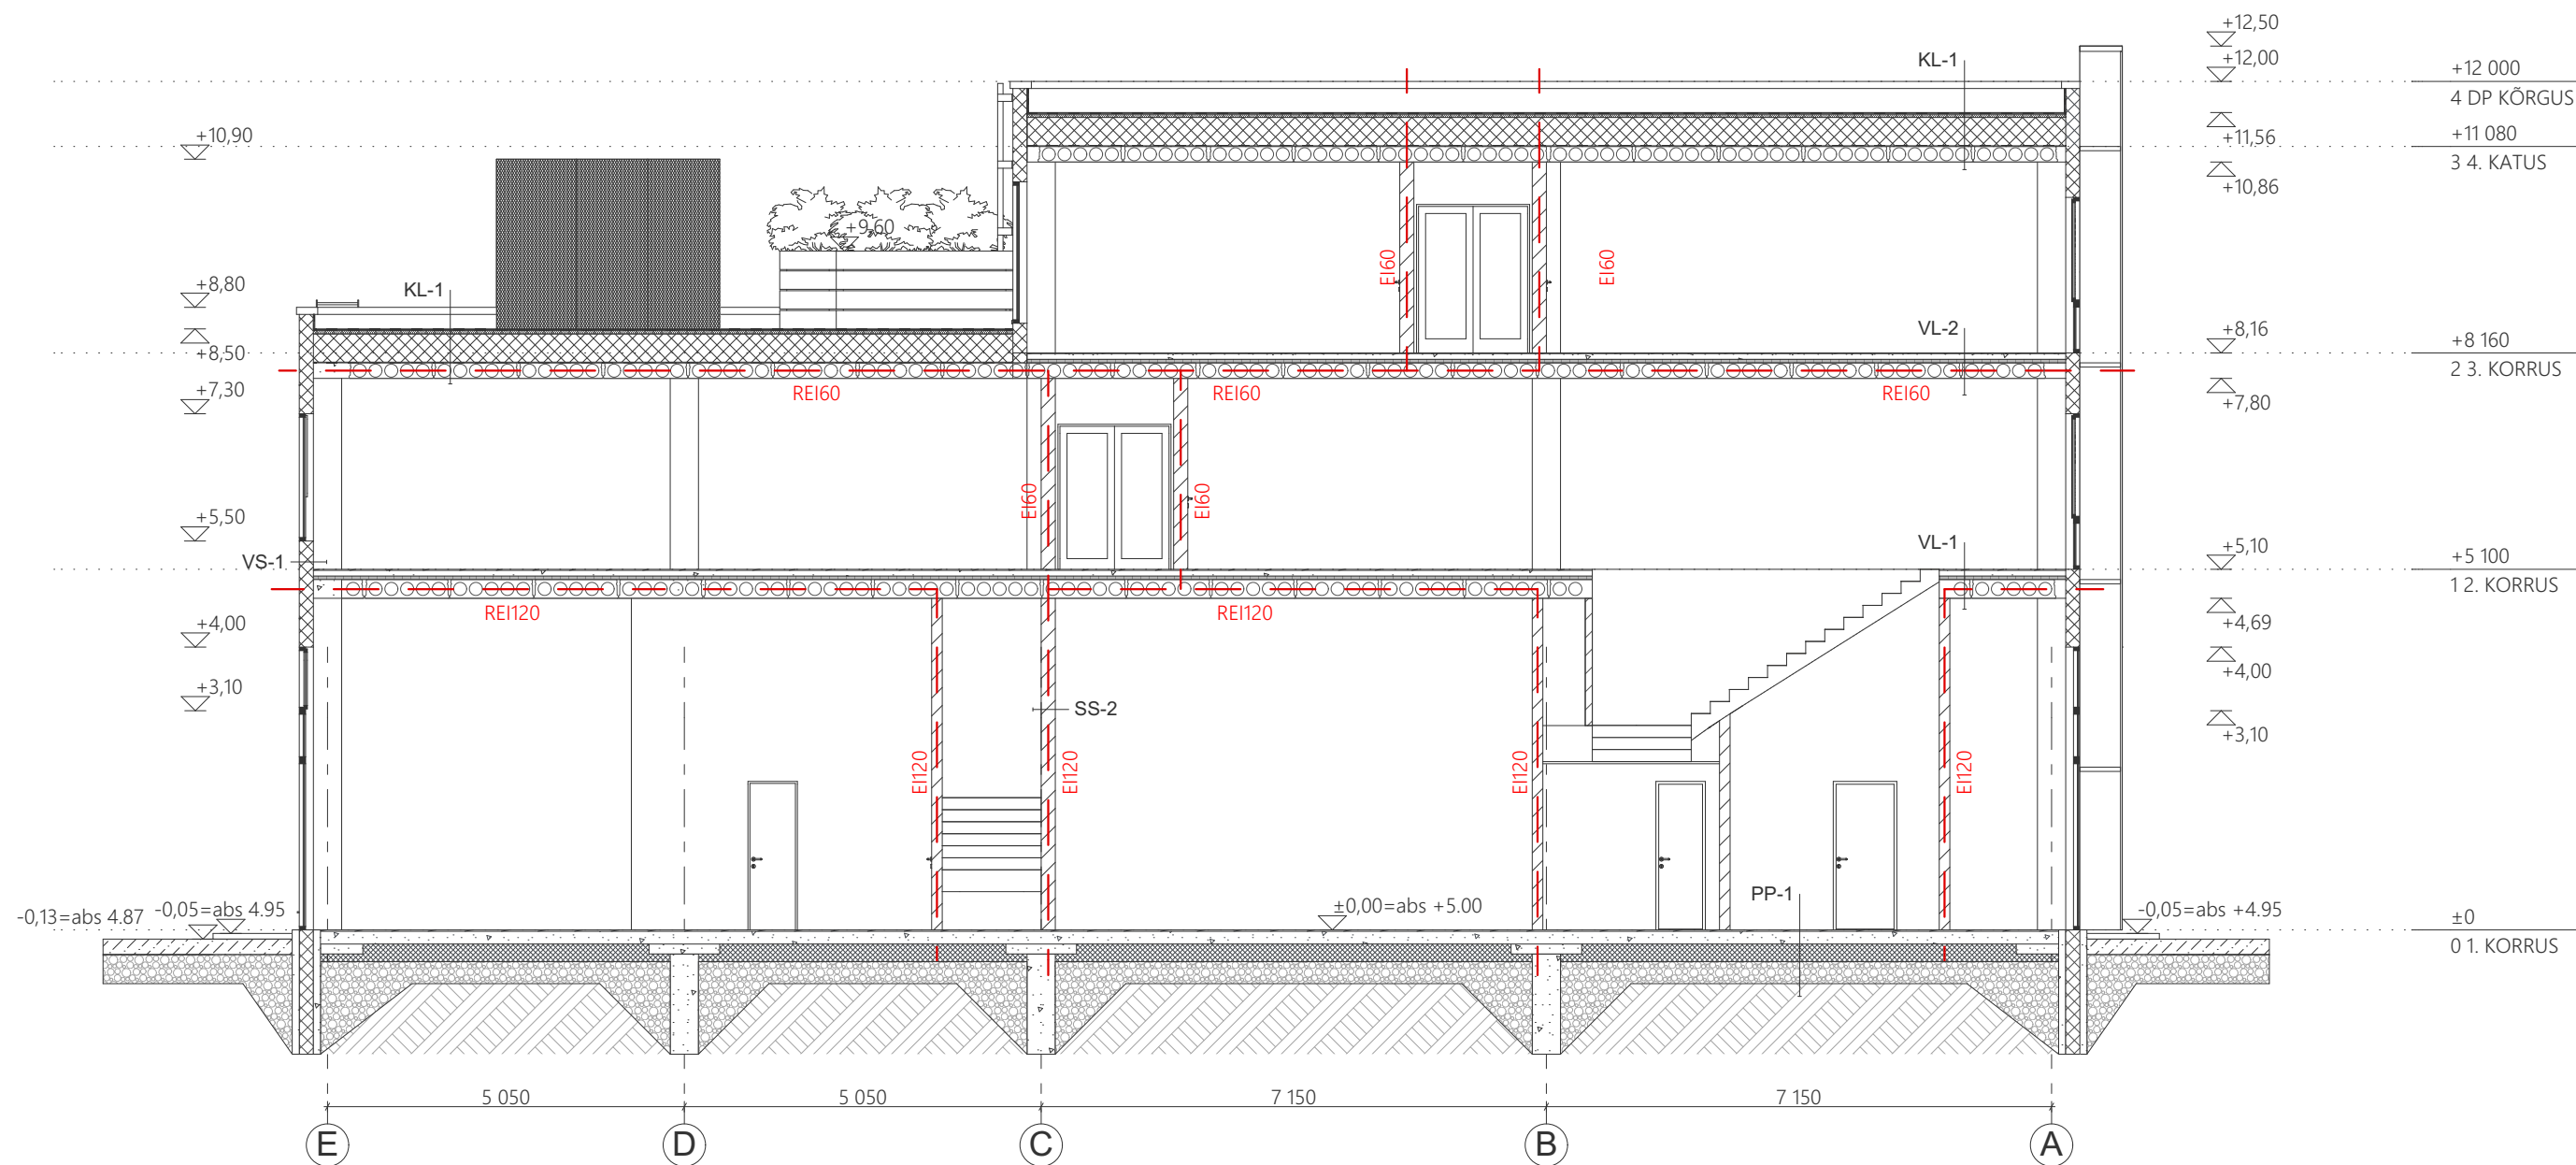 +12,50
KL-1
+12,00
+12 000
4 DP KÕRGUS
+10,90
+11,56
+11 080
3 4. KATUS
+10,86
+9,60
EI60
EI60
+8,80
KL-1
VL-2
+8,16
+8 160
+8,50
2 3. KORRUS
+7,30
REI60
REI60
REI60
+7,80
EI60
EI60
+5,50
VS-1
VL-1
+5,10
+5 100
1 2. KORRUS
REI120
REI120
+4,00
+4,69
+4,00
+3,10
SS-2
+3,10
EI120
EI120
EI120
EI120
PP-1
-0,13=abs 4.87
-0,05=abs 4.95
±0,00=abs +5.00
-0,05=abs +4.95
±0
0 1. KORRUS
5 050
5 050
7 150
7 150
E
D
C
B
A